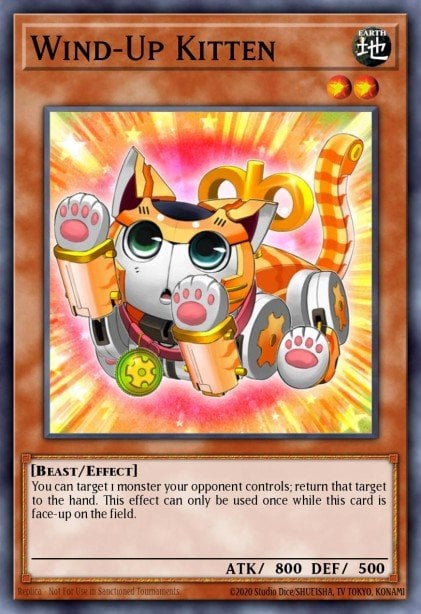 WIND-UP KITTEN
EARTH
地
[BEAST/EFFECT]
You can target 1 monster your opponent controls; return that target
to the hand. This effect can only be used once while this card is
face-up on the field.
ATK/ 800 DEF/ 500
Replica - Not For Use in Sanctioned Tournaments.
©2020 Studio Dice/SHUEISHA, TV TOKYO, KONAMI